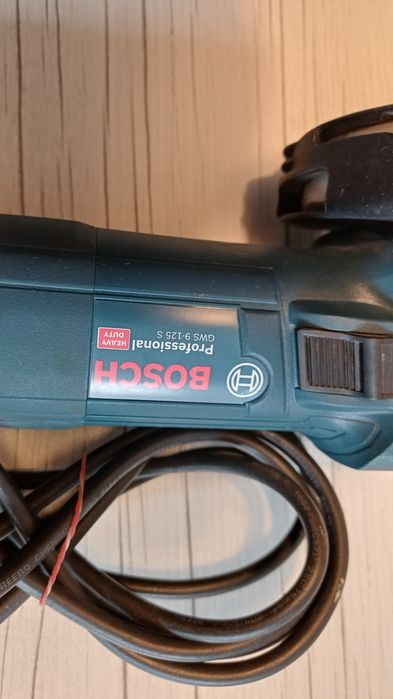 BOSCH
Professional
GWS 9-125 S
HEAVY
DUTY